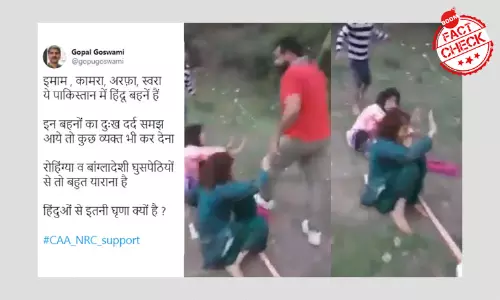 Gopal Goswami
@gopugoswami
इमाम , कामरा, अरफ़ा, स्वरा
ये पाकिस्तान में हिंदू बहनें हैं
इन बहनों का दुःख दर्द समझ
आये तो कुछ व्यक्त भी कर देना
रोहिंग्या व बांग्लादेशी घुसपेठियों
से तो बहुत याराना है
हिंदुओं से इतनी घृणा क्यों है ?
#CAA_NRC_support
BOOM
FACT
CHECK